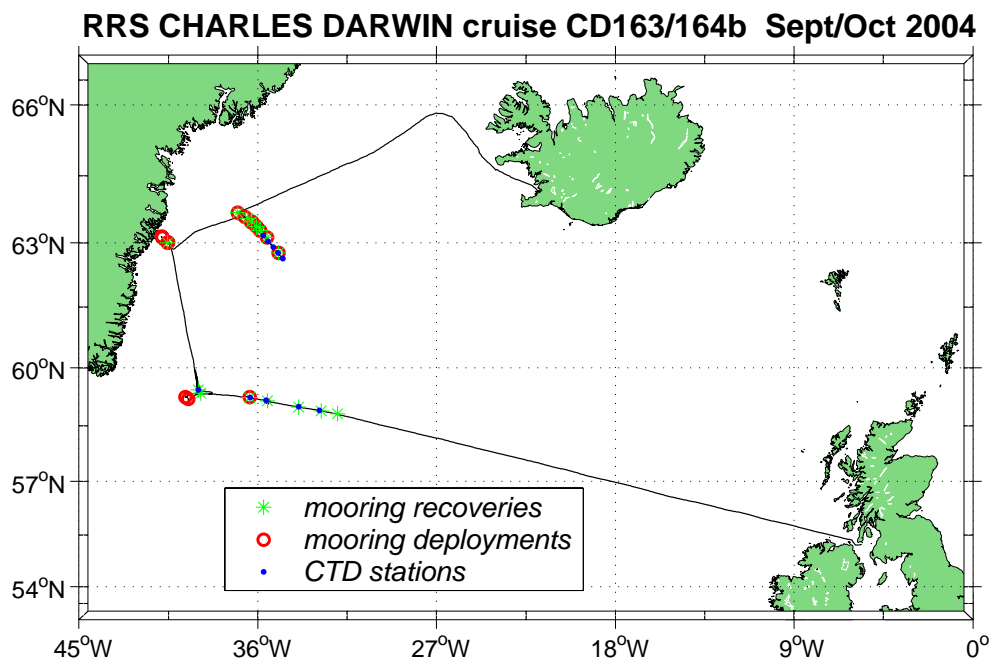 RRS CHARLES DARWIN cruise CD163/164b  Sept/Oct 2004
66°N
63°N
60°N
57°N
54°N
mooring recoveries
mooring deployments
CTD stations
45°W 36°W 27°W 18°W 9°W 0°